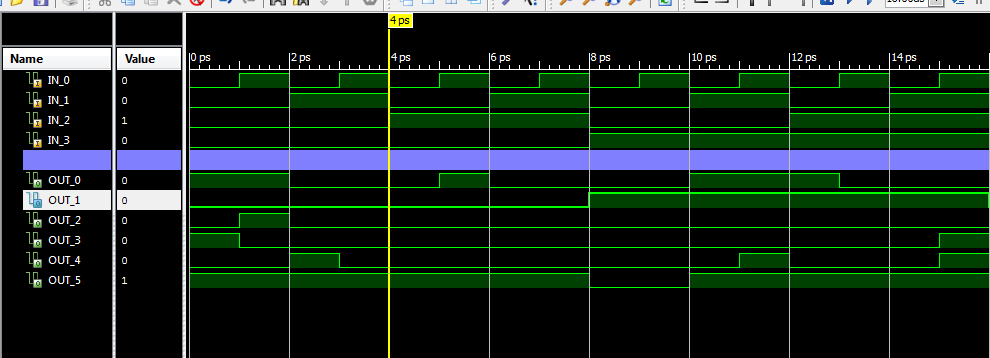 4 ps
Name Value 0 ps 2 ps 4 ps 6 ps 8 ps 10 ps 12 ps 14 ps
IN_0 0
IN_1 0
IN_2 1
IN_3 0
OUT_0 0
OUT_1 0
OUT_2 0
OUT_3 0
OUT_4 0
OUT_5 1